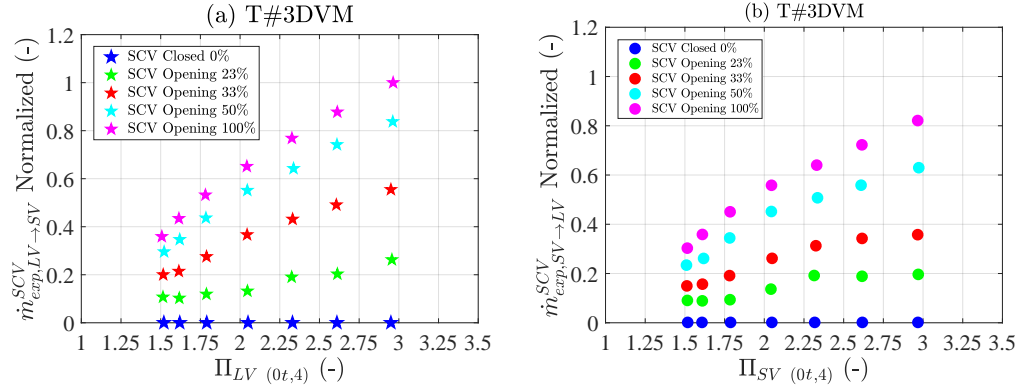 (a) T#3DVM
1.2
1
0.8
0.6
0.4
0.2
0
ṁ^{SCV}_{exp,LV→SV} Normalized (-)
SCV Closed 0%
SCV Opening 23%
SCV Opening 33%
SCV Opening 50%
SCV Opening 100%
1 1.25 1.5 1.75 2 2.25 2.5 2.75 3 3.25 3.5
Π_{LV (0t,4)} (-)
(b) T#3DVM
1.2
1
0.8
0.6
0.4
0.2
0
ṁ^{SCV}_{exp,SV→LV} Normalized (-)
SCV Closed 0%
SCV Opening 23%
SCV Opening 33%
SCV Opening 50%
SCV Opening 100%
1 1.25 1.5 1.75 2 2.25 2.5 2.75 3 3.25 3.5
Π_{SV (0t,4)} (-)